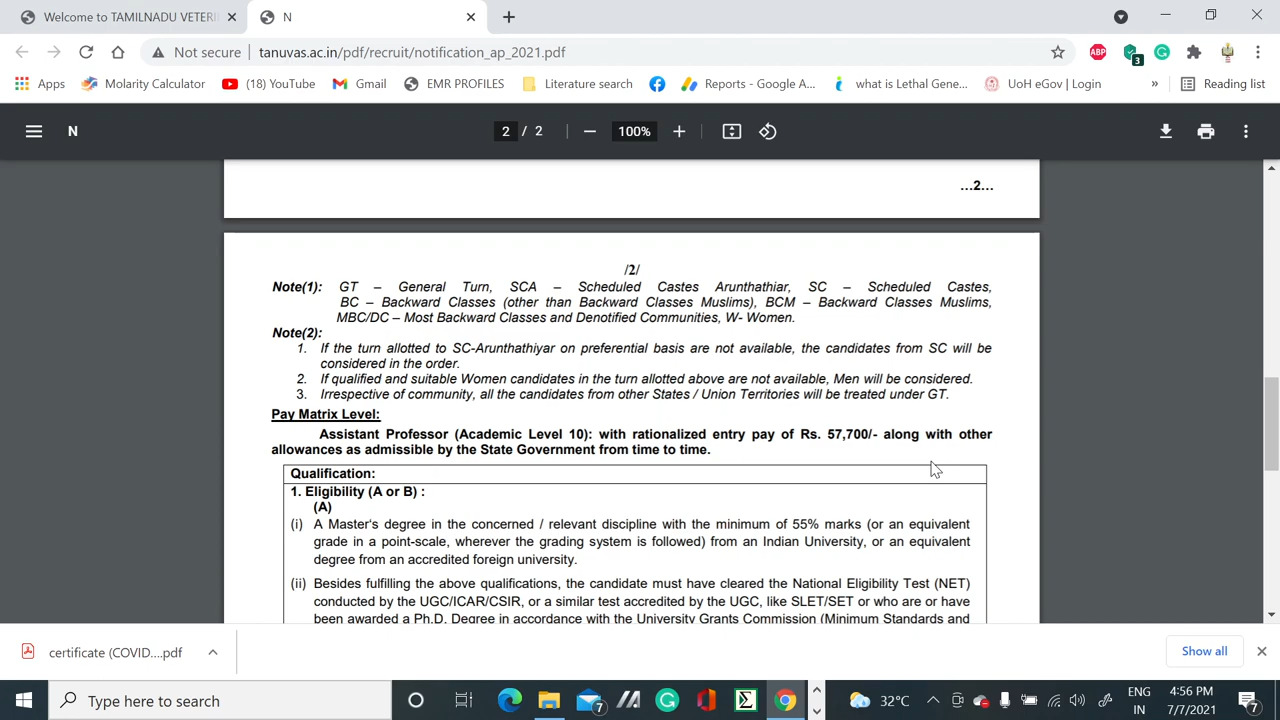 Welcome to TAMILNADU VETERI
N
Not secure
tanuvas.ac.in/pdf/recruit/notification_ap_2021.pdf
ABP
3
Apps
Molarity Calculator
(18) YouTube
Gmail
EMR PROFILES
Literature search
Reports - Google A...
what is Lethal Gene...
UoH eGov | Login
»
Reading list
N
2 / 2
100%
...2...
/2/
Note(1): GT – General Turn, SCA – Scheduled Castes Arunthathiar, SC – Scheduled Castes,
BC – Backward Classes (other than Backward Classes Muslims), BCM – Backward Classes Muslims,
MBC/DC – Most Backward Classes and Denotified Communities, W- Women.
Note(2):
1. If the turn allotted to SC-Arunthathiyar on preferential basis are not available, the candidates from SC will be
considered in the order.
2. If qualified and suitable Women candidates in the turn allotted above are not available, Men will be considered.
3. Irrespective of community, all the candidates from other States / Union Territories will be treated under GT.
Pay Matrix Level:
Assistant Professor (Academic Level 10): with rationalized entry pay of Rs. 57,700/- along with other
allowances as admissible by the State Government from time to time.
Qualification:
1. Eligibility (A or B) :
(A)
(i) A Master's degree in the concerned / relevant discipline with the minimum of 55% marks (or an equivalent
grade in a point-scale, wherever the grading system is followed) from an Indian University, or an equivalent
degree from an accredited foreign university.
(ii) Besides fulfilling the above qualifications, the candidate must have cleared the National Eligibility Test (NET)
conducted by the UGC/ICAR/CSIR, or a similar test accredited by the UGC, like SLET/SET or who are or have
been awarded a Ph.D. Degree in accordance with the University Grants Commission (Minimum Standards and
certificate (COVID....pdf
Show all
Type here to search
7
32°C
ENG
IN
4:56 PM
7/7/2021
7